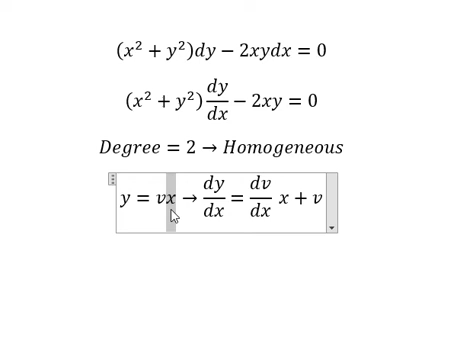 (x² + y²)dy − 2xydx = 0
(x² + y²) dy/dx − 2xy = 0
Degree = 2 → Homogeneous
y = vx → dy/dx = dv/dx x + v